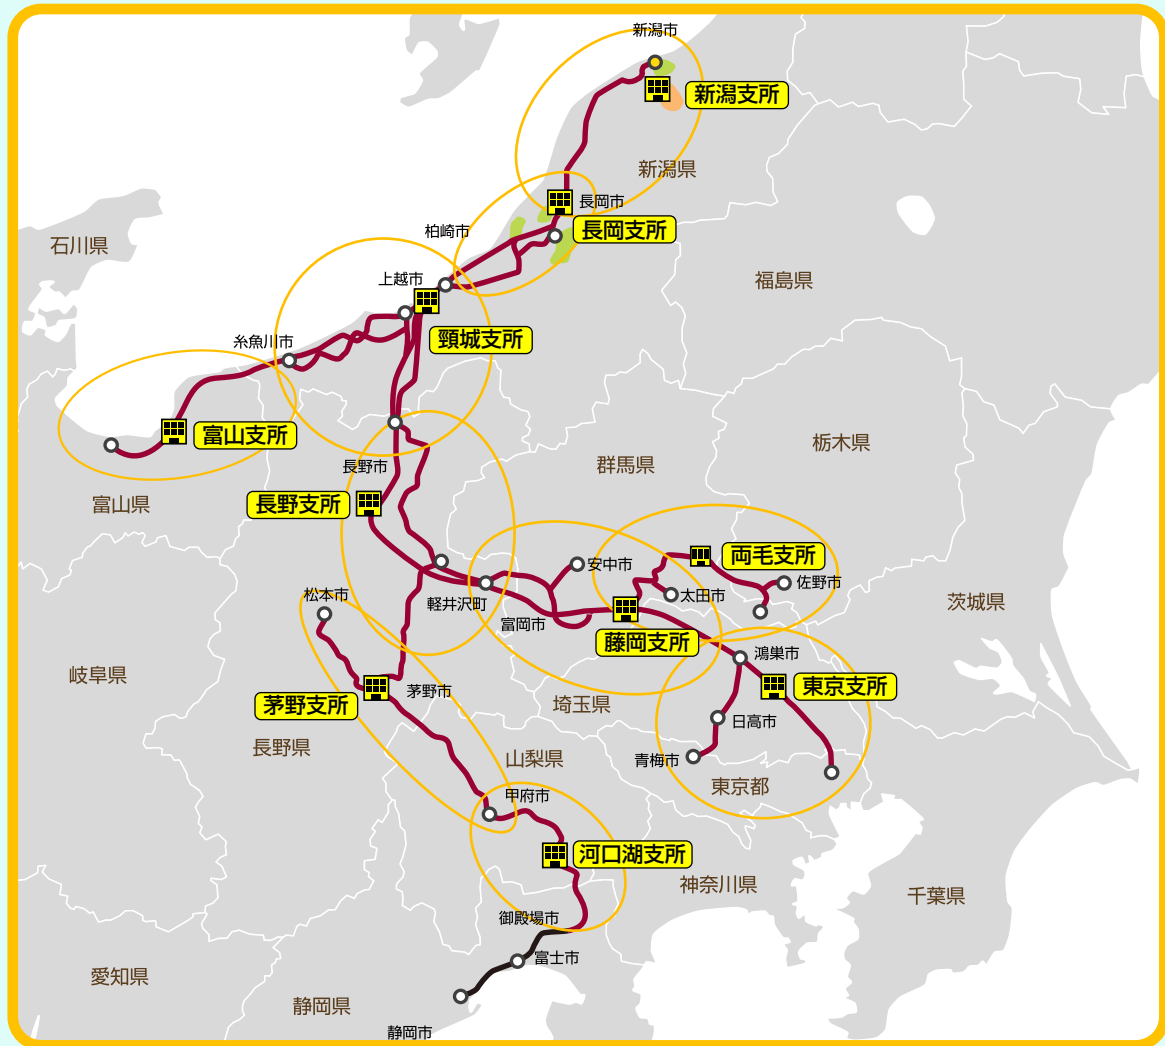 新潟市
新潟支所
新潟県
長岡市
長岡支所
柏崎市
石川県
上越市
福島県
糸魚川市
頸城支所
富山支所
栃木県
群馬県
長野市
富山県
長野支所
両毛支所
安中市
佐野市
松本市
太田市
軽井沢町
茨城県
富岡市
藤岡支所
鴻巣市
岐阜県
東京支所
茅野市
茅野支所
埼玉県
日高市
長野県
山梨県
青梅市
東京都
甲府市
河口湖支所
神奈川県
千葉県
御殿場市
富士市
愛知県
静岡県
静岡市